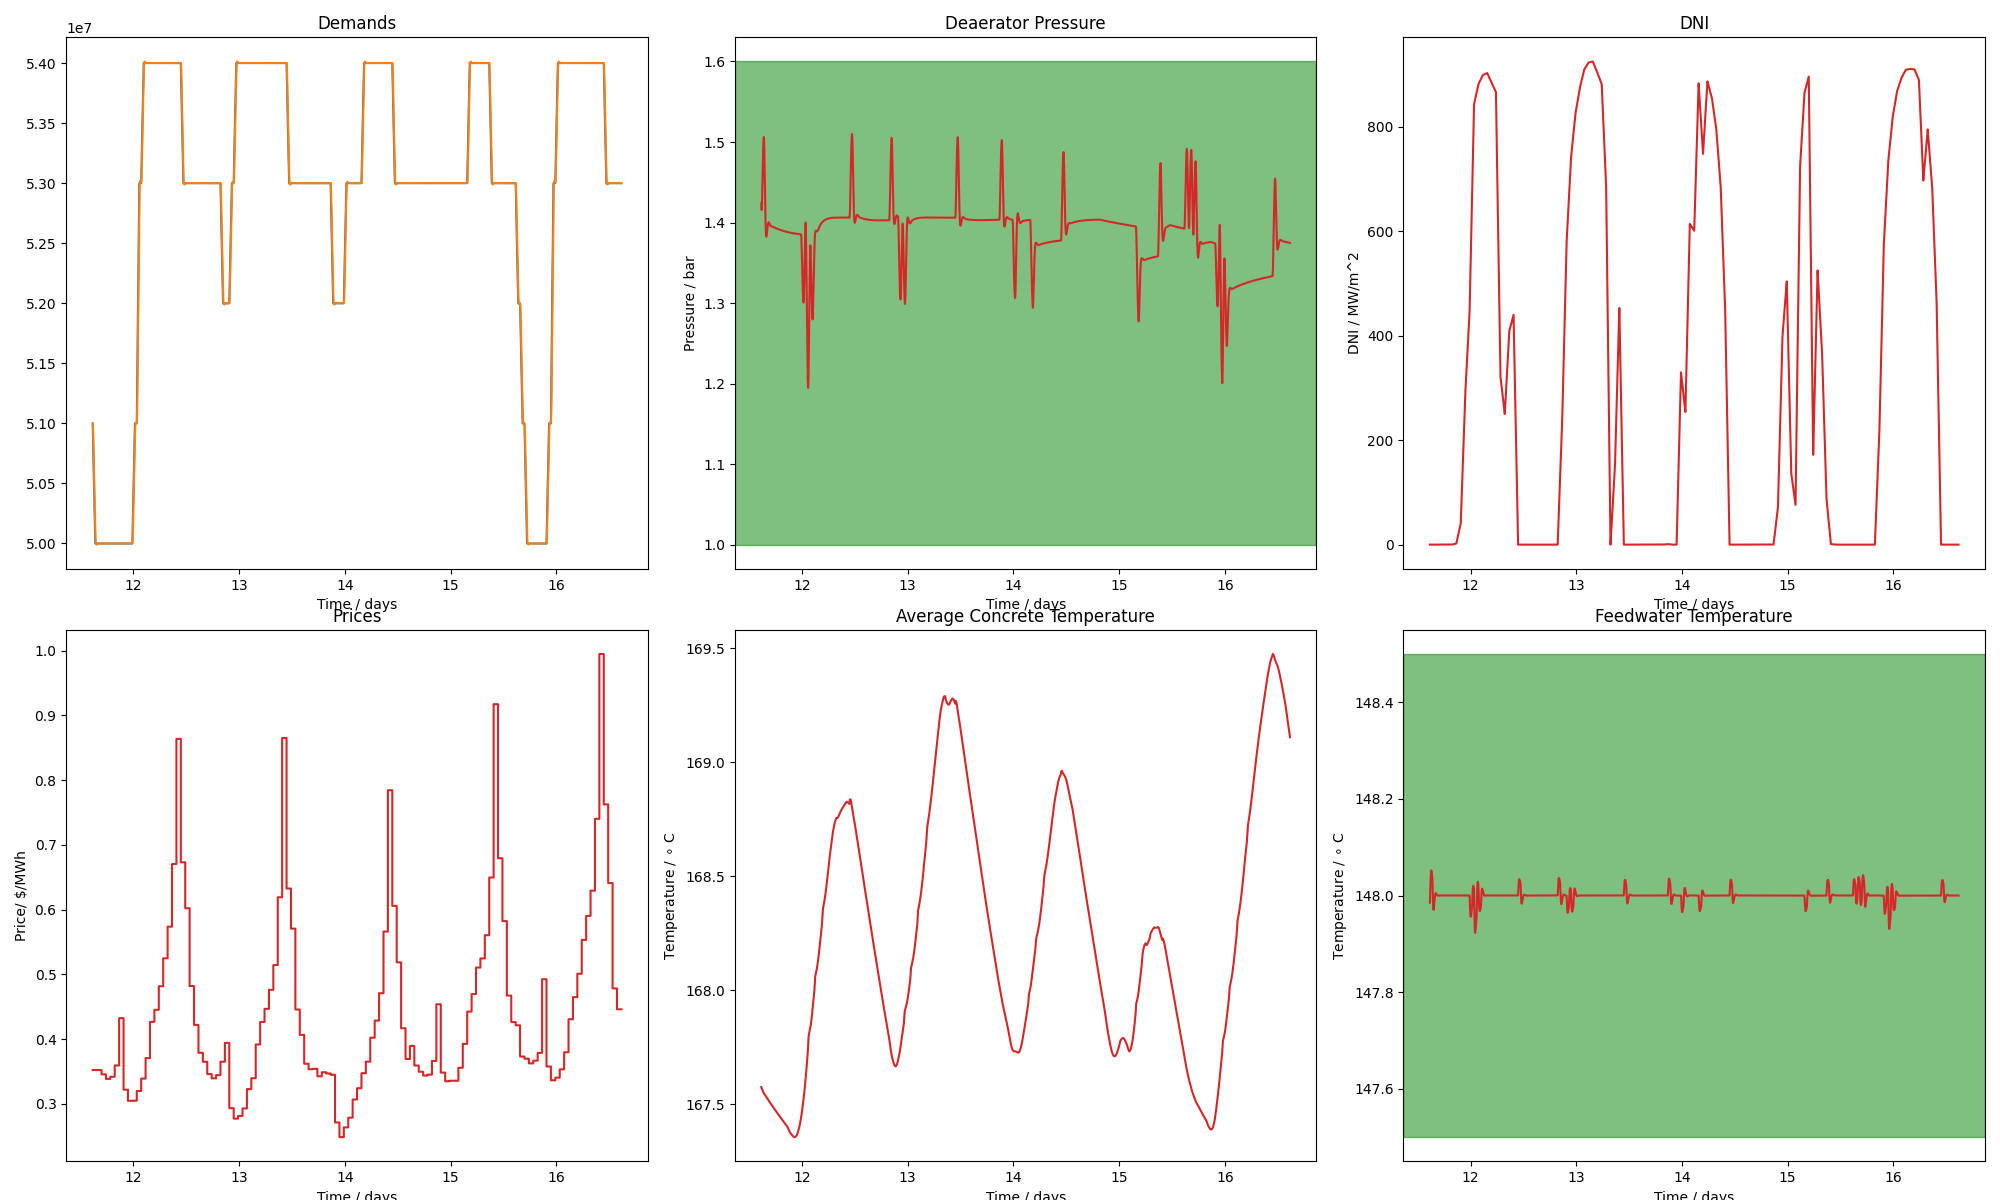 Demands
1e7
5.40
5.35
5.30
5.25
5.20
5.15
5.10
5.05
5.00
12 13 14 15 16
Time / days
Deaerator Pressure
Pressure / bar
1.6
1.5
1.4
1.3
1.2
1.1
1.0
12 13 14 15 16
Time / days
DNI
DNI / MW/m^2
800
600
400
200
0
12 13 14 15 16
Time / days
Prices
Price/ $/MWh
1.0
0.9
0.8
0.7
0.6
0.5
0.4
0.3
12 13 14 15 16
Time / days
Average Concrete Temperature
Temperature / ∘ C
169.5
169.0
168.5
168.0
167.5
12 13 14 15 16
Time / days
Feedwater Temperature
Temperature / ∘ C
148.4
148.2
148.0
147.8
147.6
12 13 14 15 16
Time / days